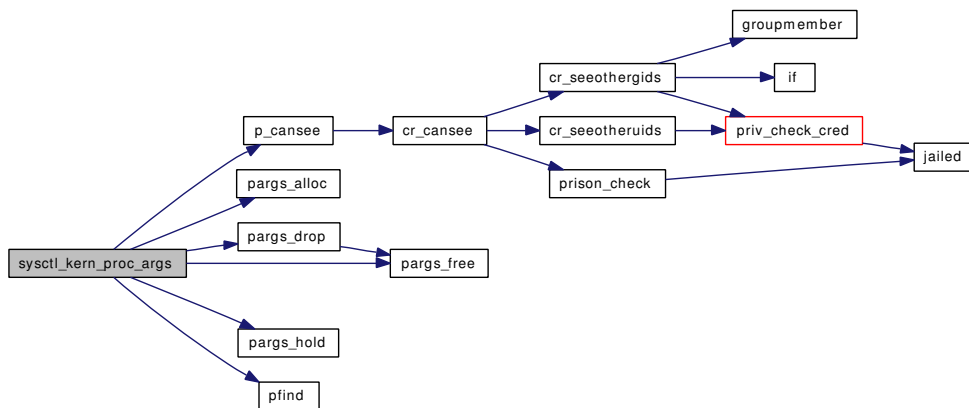 groupmember
cr_seeothergids
if
p_cansee
cr_cansee
cr_seeotheruids
priv_check_cred
jailed
pargs_alloc
prison_check
pargs_drop
sysctl_kern_proc_args
pargs_free
pargs_hold
pfind